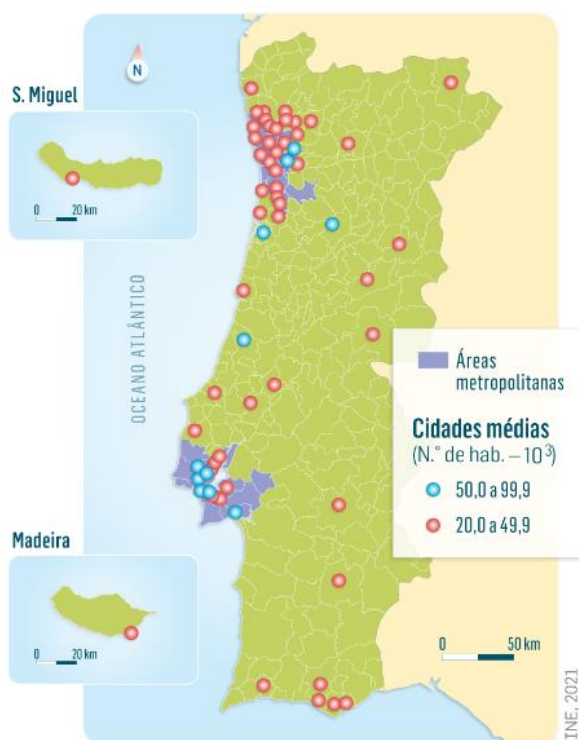 N
S. Miguel
0 20 km
OCEANO ATLÂNTICO
Áreas
metropolitanas
Cidades médias
(N.º de hab. – 10³)
50,0 a 99,9
20,0 a 49,9
Madeira
0 20 km
0 50 km
INE, 2021